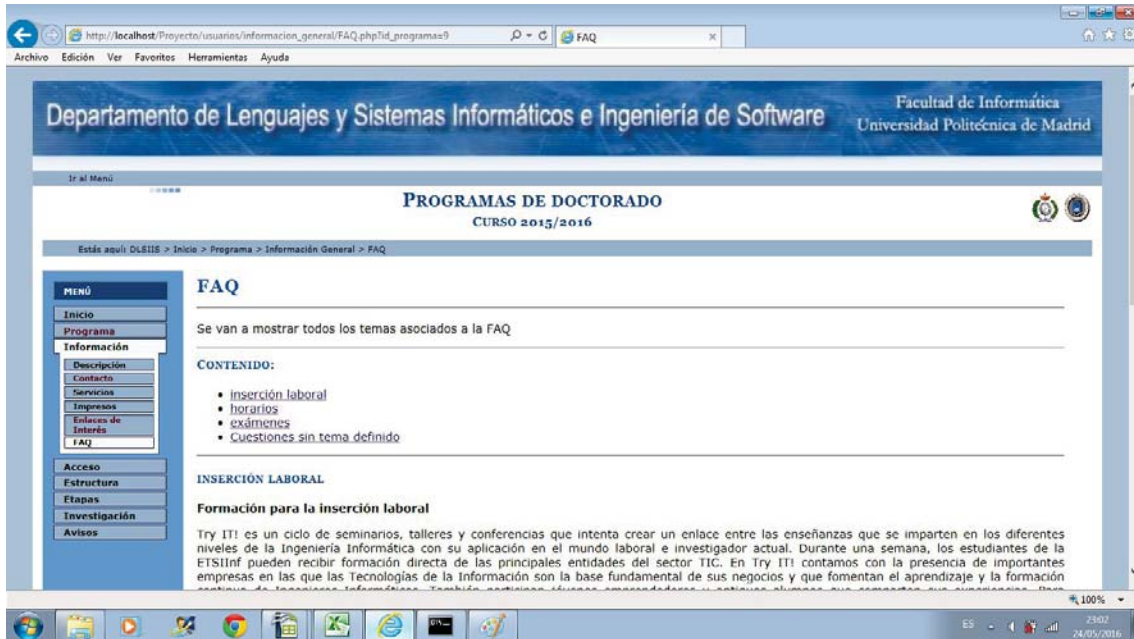 http://localhost/Proyecto/usuarios/informacion_general/FAQ.php?id_programa=9
FAQ
Archivo Edición Ver Favoritos Herramientas Ayuda
Departamento de Lenguajes y Sistemas Informáticos e Ingeniería de Software
Facultad de Informática
Universidad Politécnica de Madrid
Ir al Menú
PROGRAMAS DE DOCTORADO
CURSO 2015/2016
Estás aquí: DLSIIS > Inicio > Programa > Información General > FAQ
MENÚ
Inicio
Programa
Información
Descripción
Contacto
Servicios
Impresos
Enlaces de
Interés
FAQ
Acceso
Estructura
Etapas
Investigación
Avisos
FAQ
Se van a mostrar todos los temas asociados a la FAQ
CONTENIDO:
• inserción laboral
• horarios
• exámenes
• Cuestiones sin tema definido
INSERCIÓN LABORAL
Formación para la inserción laboral
Try IT! es un ciclo de seminarios, talleres y conferencias que intenta crear un enlace entre las enseñanzas que se imparten en los diferentes
niveles de la Ingeniería Informática con su aplicación en el mundo laboral e investigador actual. Durante una semana, los estudiantes de la
ETSIInf pueden recibir formación directa de las principales entidades del sector TIC. En Try IT! contamos con la presencia de importantes
empresas en las que las Tecnologías de la Información son la base fundamental de sus negocios y que fomentan el aprendizaje y la formación
100%
ES
23:02
24/05/2016